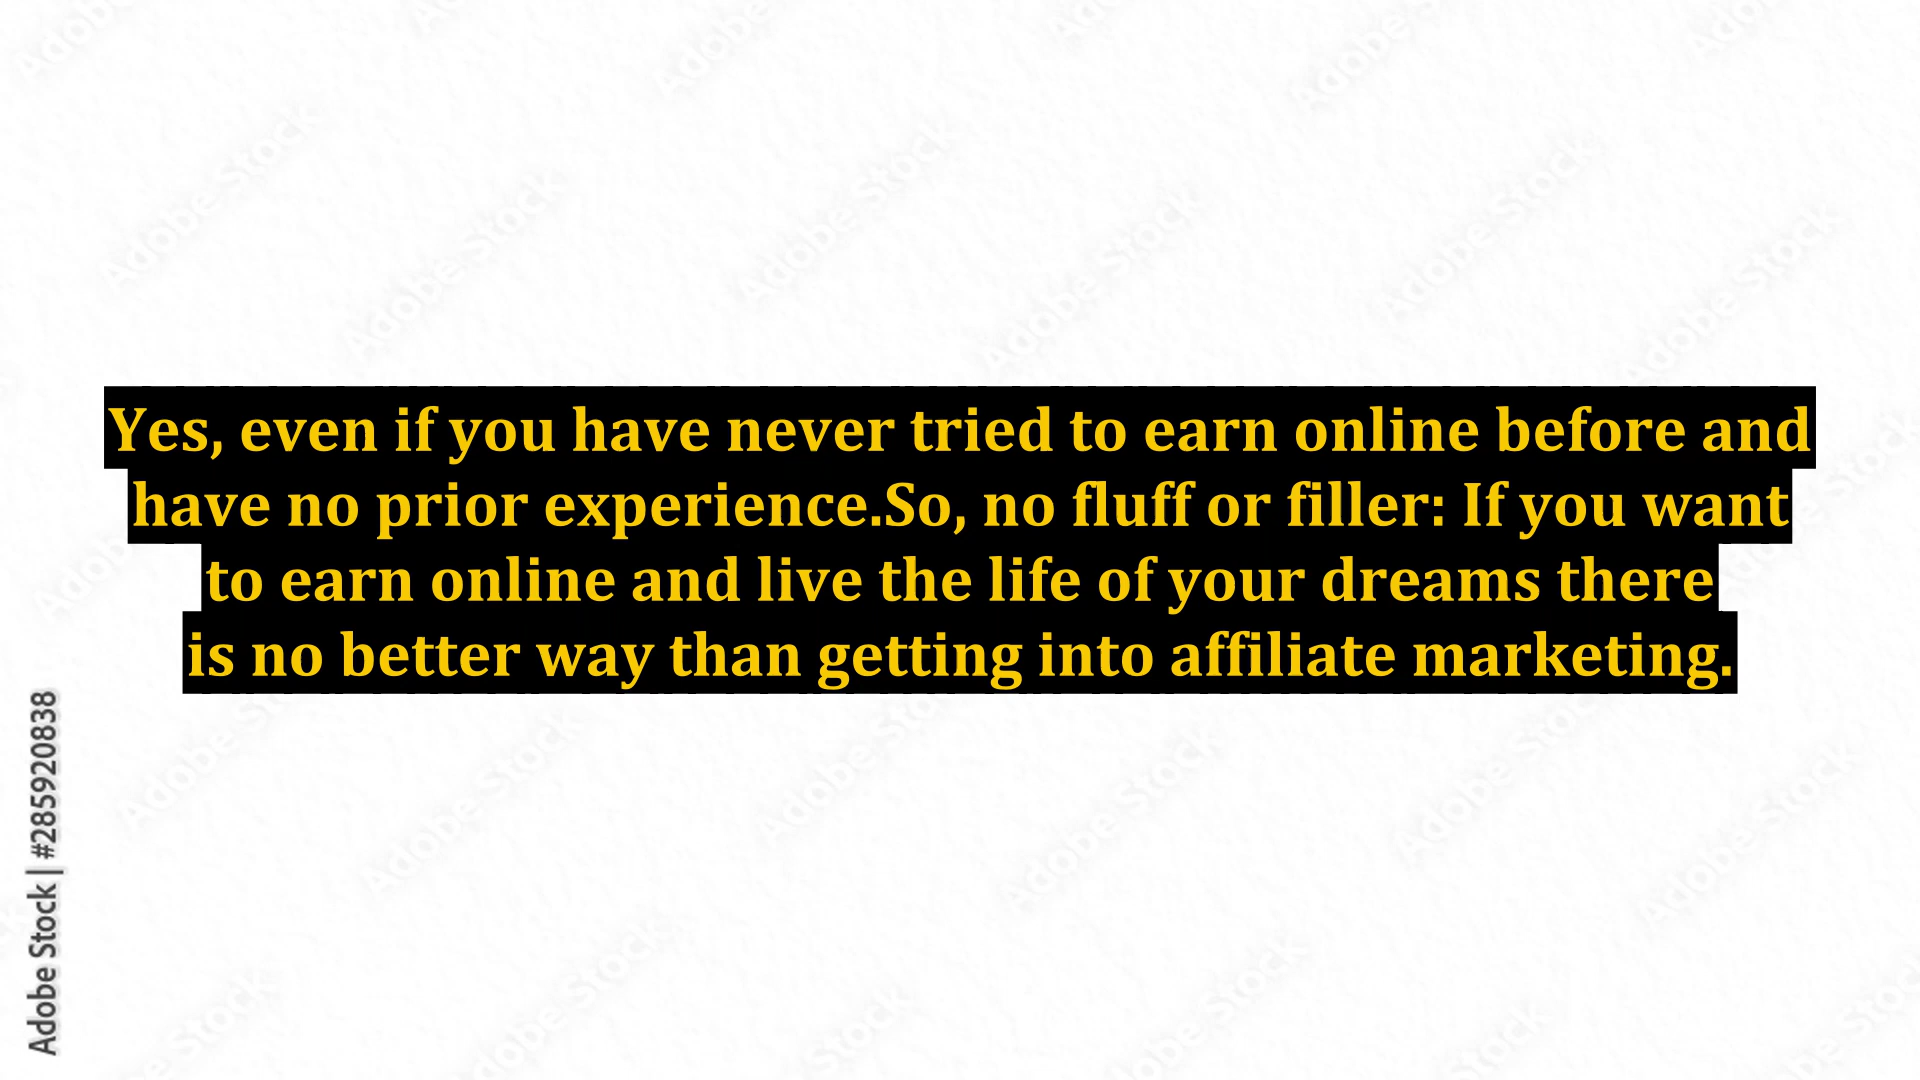 Yes, even if you have never tried to earn online before and
have no prior experience.So, no fluff or filler: If you want
to earn online and live the life of your dreams there
is no better way than getting into affiliate marketing.
Adobe Stock | #285920838
Adobe Stock